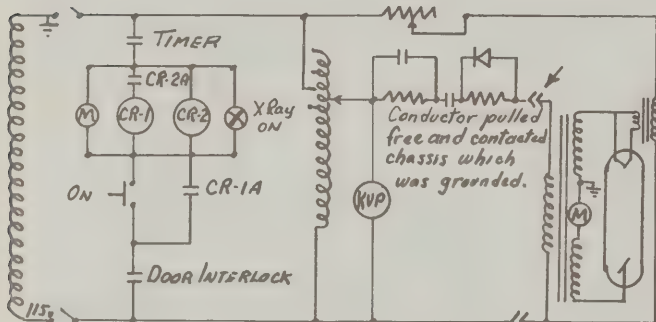 TIMER
CR-2A
M
CR-1
CR-2
X Ray
ON
ON
CR-1A
DOOR INTERLOCK
115v
KVP
Conductor pulled
free and contacted
chassis which
was grounded.
M